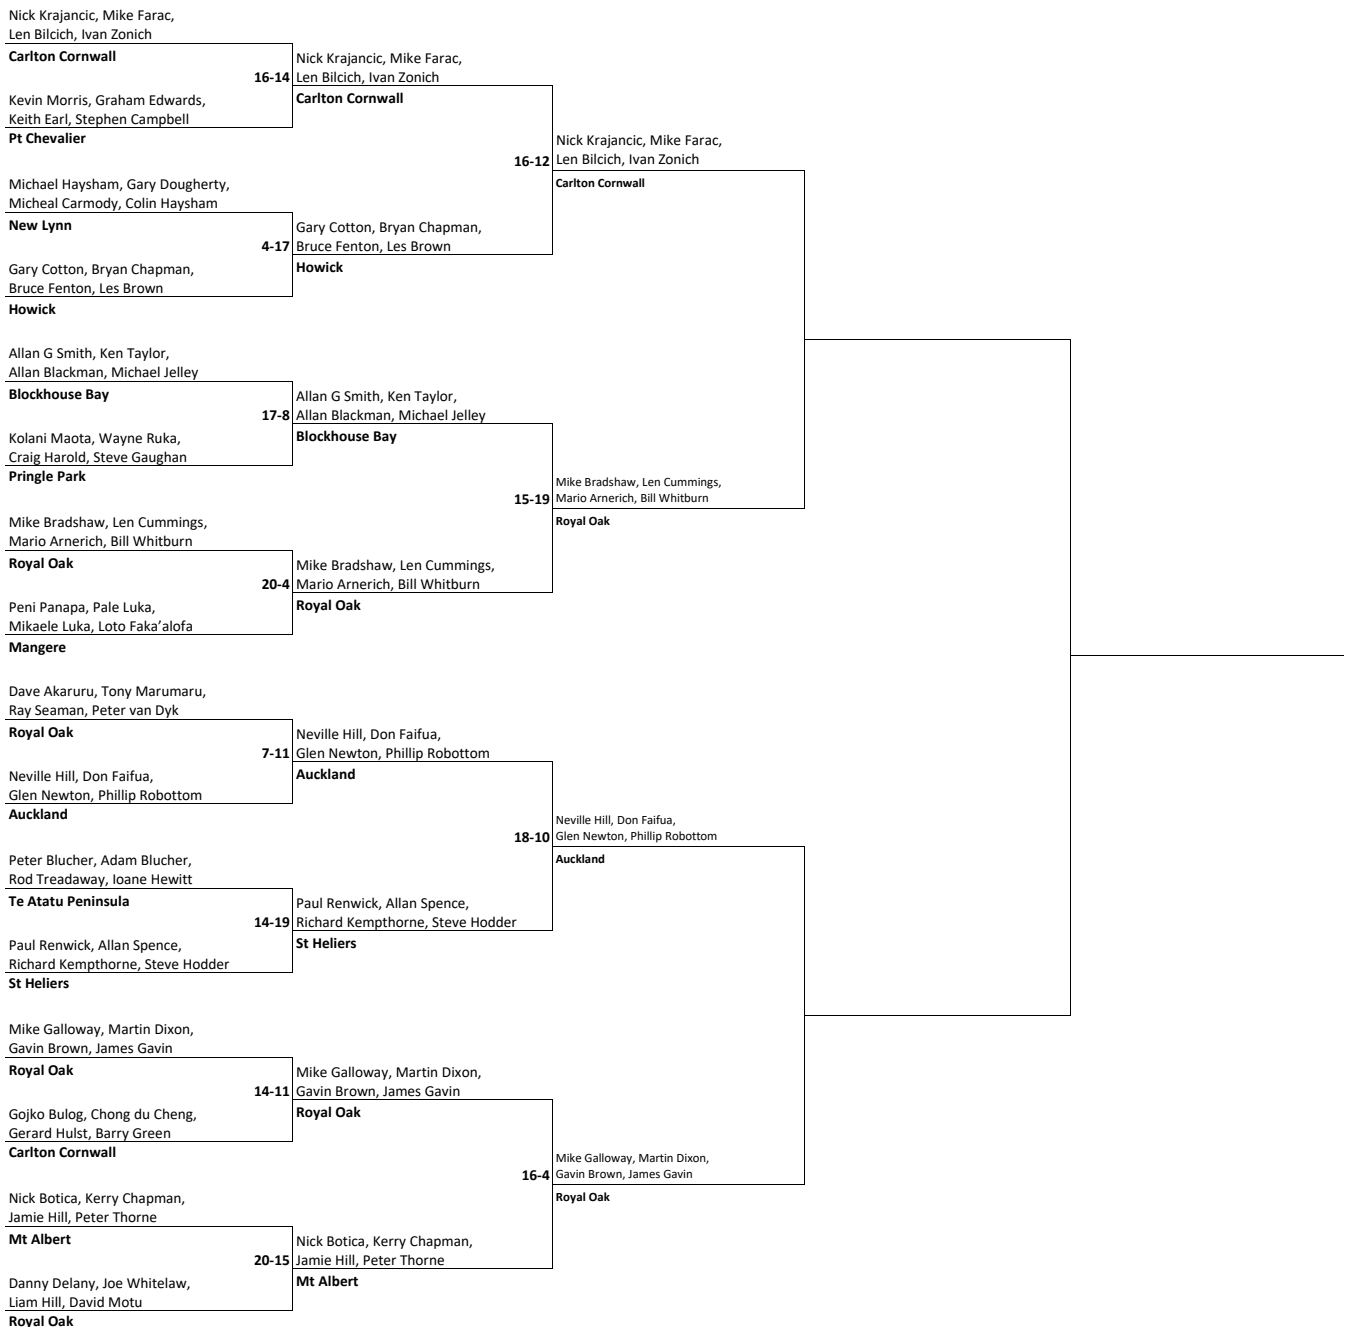 Nick Krajancic, Mike Farac,
Len Bilcich, Ivan Zonich
Carlton Cornwall
16-14
Kevin Morris, Graham Edwards,
Keith Earl, Stephen Campbell
Pt Chevalier
Michael Haysham, Gary Dougherty,
Micheal Carmody, Colin Haysham
New Lynn
4-17
Gary Cotton, Bryan Chapman,
Bruce Fenton, Les Brown
Howick
Allan G Smith, Ken Taylor,
Allan Blackman, Michael Jelley
Blockhouse Bay
17-8
Kolani Maota, Wayne Ruka,
Craig Harold, Steve Gaughan
Pringle Park
Mike Bradshaw, Len Cummings,
Mario Arnerich, Bill Whitburn
Royal Oak
20-4
Peni Panapa, Pale Luka,
Mikaele Luka, Loto Faka’alofa
Mangere
Dave Akaruru, Tony Marumaru,
Ray Seaman, Peter van Dyk
Royal Oak
7-11
Neville Hill, Don Faifua,
Glen Newton, Phillip Robottom
Auckland
Peter Blucher, Adam Blucher,
Rod Treadaway, Ioane Hewitt
Te Atatu Peninsula
14-19
Paul Renwick, Allan Spence,
Richard Kempthorne, Steve Hodder
St Heliers
Mike Galloway, Martin Dixon,
Gavin Brown, James Gavin
Royal Oak
14-11
Gojko Bulog, Chong du Cheng,
Gerard Hulst, Barry Green
Carlton Cornwall
Nick Botica, Kerry Chapman,
Jamie Hill, Peter Thorne
Mt Albert
20-15
Danny Delany, Joe Whitelaw,
Liam Hill, David Motu
Royal Oak
Nick Krajancic, Mike Farac,
Len Bilcich, Ivan Zonich
Carlton Cornwall
16-12
Gary Cotton, Bryan Chapman,
Bruce Fenton, Les Brown
Howick
Allan G Smith, Ken Taylor,
Allan Blackman, Michael Jelley
Blockhouse Bay
15-19
Mike Bradshaw, Len Cummings,
Mario Arnerich, Bill Whitburn
Royal Oak
Neville Hill, Don Faifua,
Glen Newton, Phillip Robottom
Auckland
18-10
Paul Renwick, Allan Spence,
Richard Kempthorne, Steve Hodder
St Heliers
Mike Galloway, Martin Dixon,
Gavin Brown, James Gavin
Royal Oak
16-4
Nick Botica, Kerry Chapman,
Jamie Hill, Peter Thorne
Mt Albert
Nick Krajancic, Mike Farac,
Len Bilcich, Ivan Zonich
Carlton Cornwall
Mike Bradshaw, Len Cummings,
Mario Arnerich, Bill Whitburn
Royal Oak
Neville Hill, Don Faifua,
Glen Newton, Phillip Robottom
Auckland
Mike Galloway, Martin Dixon,
Gavin Brown, James Gavin
Royal Oak